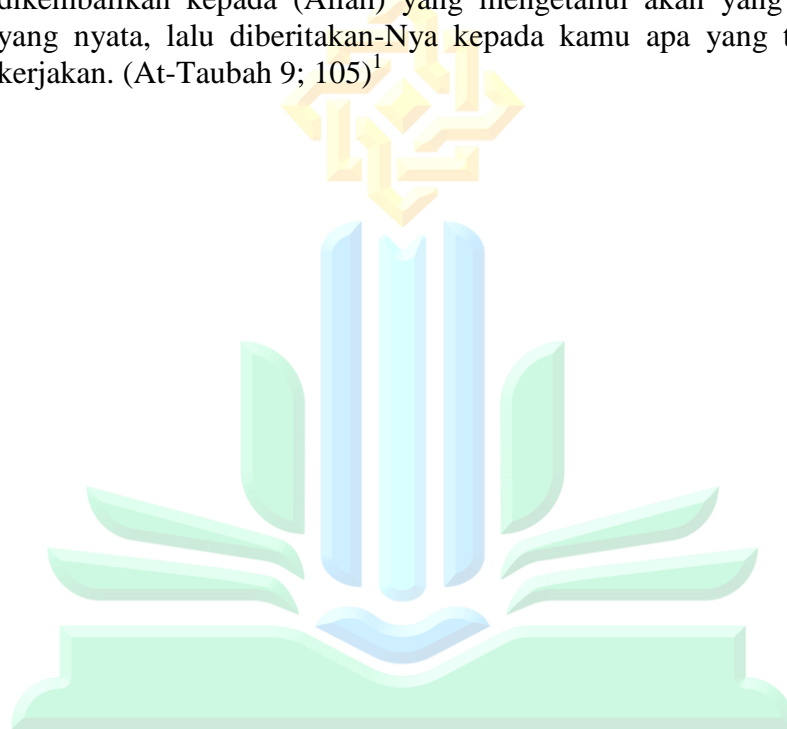 dikembalikan kepada (Allah) yang mengetahui akan yang
yang nyata, lalu diberitakan-Nya kepada kamu apa yang
kerjakan. (At-Taubah 9; 105)1